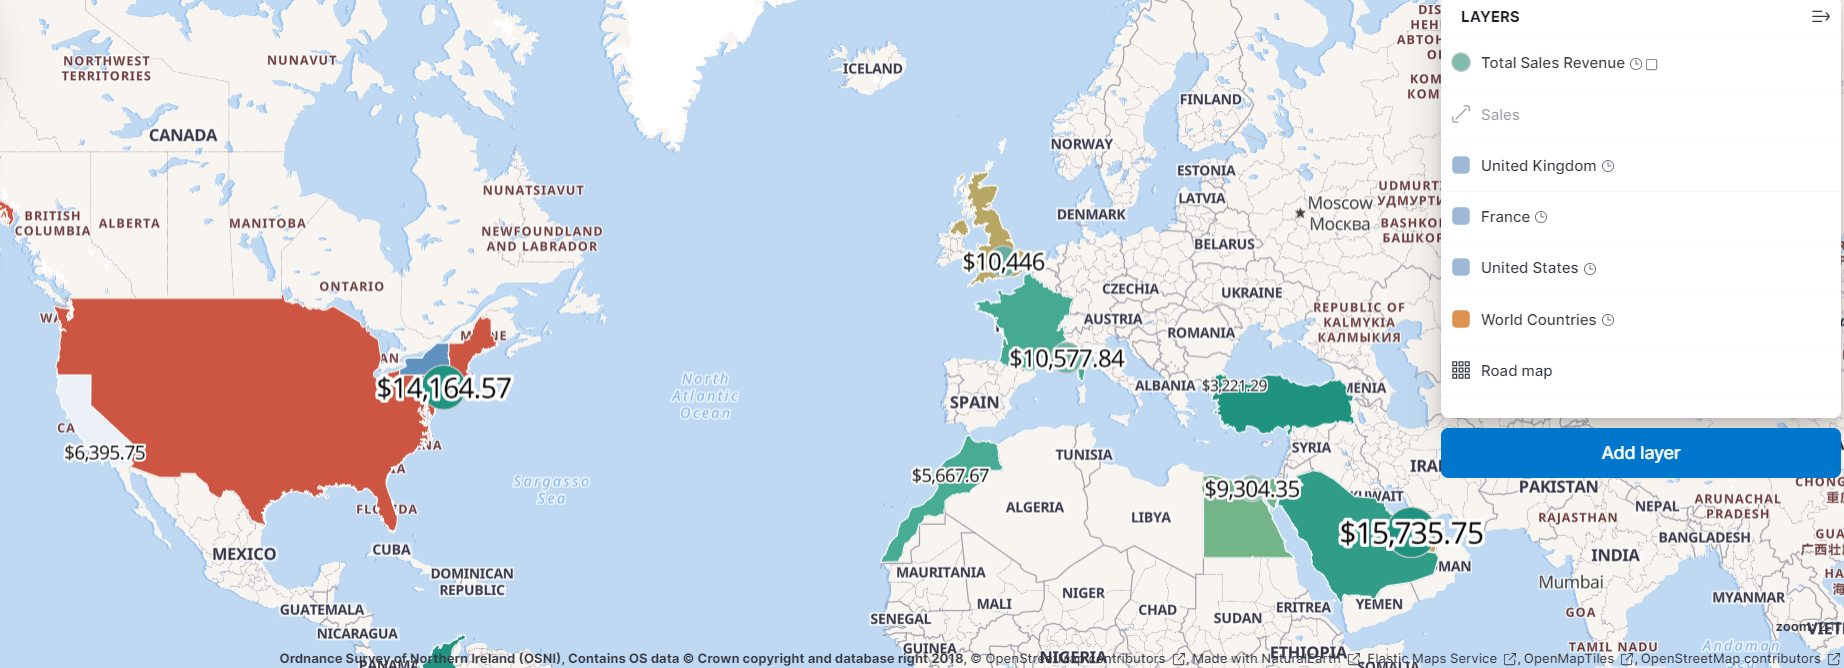 LAYERS
Total Sales Revenue
Sales
United Kingdom
France
United States
World Countries
Road map
Add layer
NORTHWEST
TERRITORIES
NUNAVUT
ICELAND
FINLAND
CANADA
NORWAY
ESTONIA
NUNATSIAVUT
LATVIA
UDMURT
УДМУРТИ
Moscow
Москва
BRITISH
COLUMBIA
ALBERTA
MANITOBA
DENMARK
NEWFOUNDLAND
AND LABRADOR
BASHKO
БАШКОР
BELARUS
$10,446
ONTARIO
CZECHIA
UKRAINE
REPUBLIC OF
KALMYKIA
КАЛМЫКИЯ
AUSTRIA
ROMANIA
$10,577.84
North
Atlantic
Ocean
$14,164.57
ALBANIA
$3,221.29
MENIA
SPAIN
CA
$6,395.75
TUNISIA
SYRIA
IRA
$5,667.67
Sargasso
Sea
$9,304.35
KUWAIT
PAKISTAN
ARUNACHAL
PRADESH
NEPAL
FLORIDA
ALGERIA
LIBYA
RAJASTHAN
$15,735.75
BANGLADESH
MEXICO
CUBA
INDIA
MAN
DOMINICAN
REPUBLIC
MAURITANIA
Mumbai
NIGER
MALI
CHAD
SUDAN
ERITREA
YEMEN
MYANMAR
GUATEMALA
SENEGAL
GOA
NICARAGUA
GUINEA
NIGERIA
ETHIOPIA
TAMIL NADU
Andaman
PANAMA
SOMALIA
Ordnance Survey of Northern Ireland (OSNI), Contains OS data © Crown copyright and database right 2018, © OpenStreetMap contributors , Made with NaturalEarth , Elastic Maps Service , OpenMapTiles , OpenStreetMap contributors